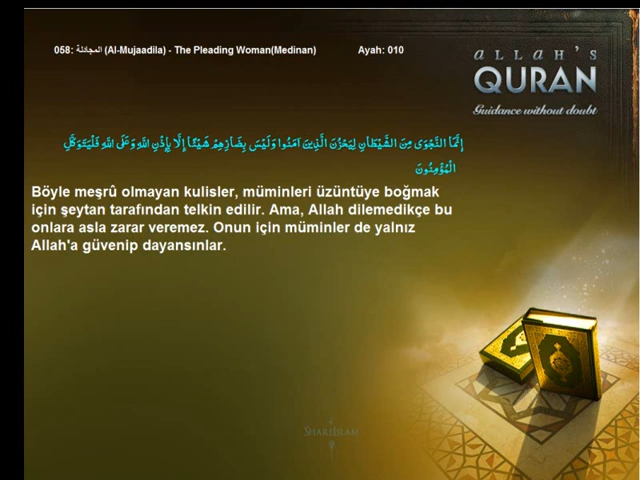 058: المجادلة (Al-Mujaadila) - The Pleading Woman(Medinan) Ayah: 010
ALLAH'S
QURAN
Guidance without doubt
إِنَّمَا النَّجْوَى مِنَ الشَّيْطَانِ لِيَحْزُنَ الَّذِينَ آمَنُوا وَلَيْسَ بِضَارِّهِمْ شَيْئًا إِلَّا بِإِذْنِ اللَّهِ وَعَلَى اللَّهِ فَلْيَتَوَكَّلِ
الْمُؤْمِنُونَ
Böyle meşrû olmayan kulisler, müminleri üzüntüye boğmak
için şeytan tarafından telkin edilir. Ama, Allah dilemedikçe bu
onlara asla zarar veremez. Onun için müminler de yalnız
Allah'a güvenip dayansınlar.
SHAREISLAM